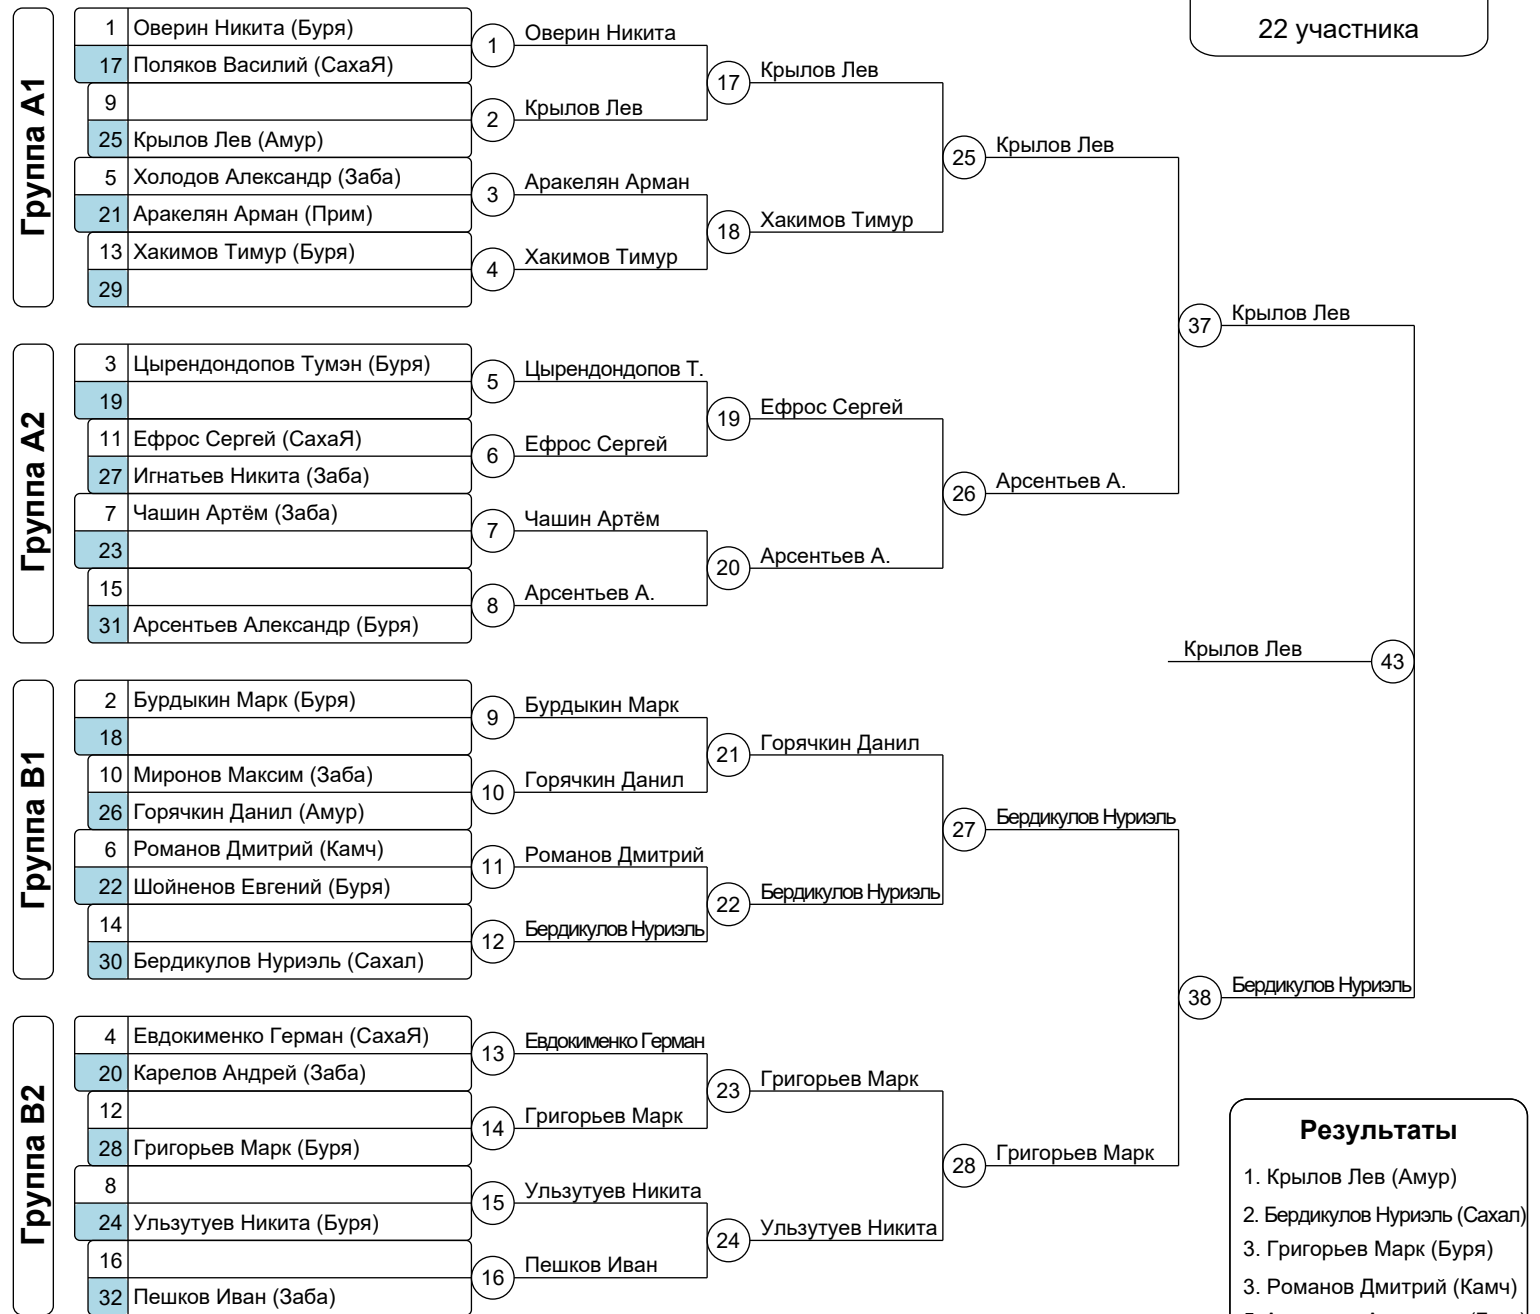 22 участника
Группа A1
1 Оверин Никита (Буря)
17 Поляков Василий (СахаЯ)
9
25 Крылов Лев (Амур)
5 Холодов Александр (Заба)
21 Аракелян Арман (Прим)
13 Хакимов Тимур (Буря)
29
1 Оверин Никита
2 Крылов Лев
3 Аракелян Арман
4 Хакимов Тимур
17 Крылов Лев
18 Хакимов Тимур
25 Крылов Лев
Группа A2
3 Цырендондопов Тумэн (Буря)
19
11 Ефрос Сергей (СахаЯ)
27 Игнатьев Никита (Заба)
7 Чашин Артём (Заба)
23
15
31 Арсентьев Александр (Буря)
5 Цырендондопов Т.
6 Ефрос Сергей
7 Чашин Артём
8 Арсентьев А.
19 Ефрос Сергей
20 Арсентьев А.
26 Арсентьев А.
37 Крылов Лев
Крылов Лев 43
Группа B1
2 Бурдыкин Марк (Буря)
18
10 Миронов Максим (Заба)
26 Горячкин Данил (Амур)
6 Романов Дмитрий (Камч)
22 Шойненов Евгений (Буря)
14
30 Бердикулов Нуриэль (Сахал)
9 Бурдыкин Марк
10 Горячкин Данил
11 Романов Дмитрий
12 Бердикулов Нуриэль
21 Горячкин Данил
22 Бердикулов Нуриэль
27 Бердикулов Нуриэль
38 Бердикулов Нуриэль
Группа B2
4 Евдокименко Герман (СахаЯ)
20 Карелов Андрей (Заба)
12
28 Григорьев Марк (Буря)
8
24 Ульзутуев Никита (Буря)
16
32 Пешков Иван (Заба)
13 Евдокименко Герман
14 Григорьев Марк
15 Ульзутуев Никита
16 Пешков Иван
23 Григорьев Марк
24 Ульзутуев Никита
28 Григорьев Марк
Результаты
1. Крылов Лев (Амур)
2. Бердикулов Нуриэль (Сахал)
3. Григорьев Марк (Буря)
3. Романов Дмитрий (Камч)